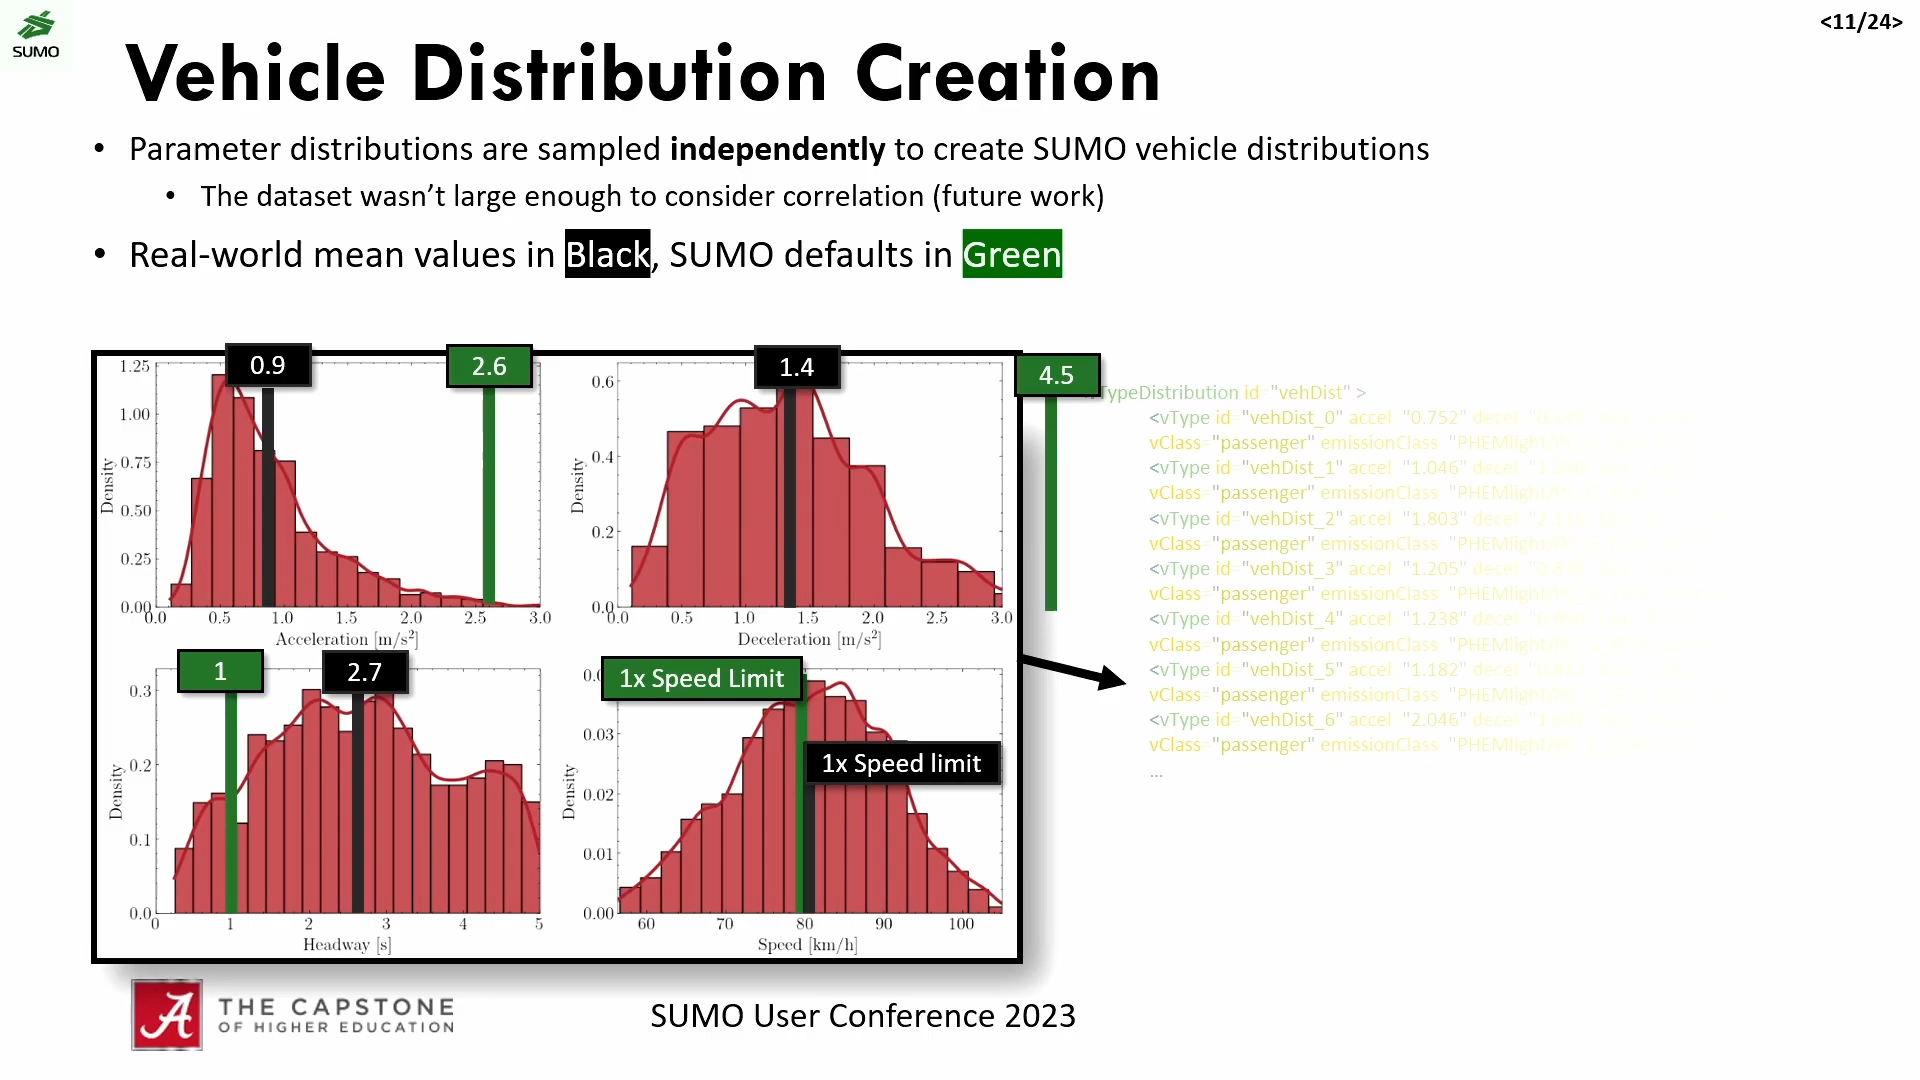 SUMO
<11/24>
Vehicle Distribution Creation
• Parameter distributions are sampled independently to create SUMO vehicle distributions
• The dataset wasn’t large enough to consider correlation (future work)
• Real-world mean values in Black, SUMO defaults in Green
0.9
2.6
1.25
1.00
0.75
0.50
0.25
0.00
Density
0.0 0.5 1.0 1.5 2.0 2.5 3.0
Acceleration [m/s²]
1.4
4.5
0.6
0.4
0.2
0.0
Density
0.0 0.5 1.0 1.5 2.0 2.5 3.0
Deceleration [m/s²]
1
2.7
0.3
0.2
0.1
0.0
Density
0 1 2 3 4 5
Headway [s]
1x Speed Limit
1x Speed limit
0.03
0.02
0.01
0.00
Density
60 70 80 90 100
Speed [km/h]
TypeDistribution id="vehDist" >
<vType id="vehDist_0" accel "0.752" decel
vClass="passenger" emissionClass "PHEMlight
<vType id="vehDist_1" accel "1.046" decel
vClass="passenger" emissionClass "PHEMlight
<vType id="vehDist_2" accel "1.803" decel
vClass="passenger" emissionClass "PHEMlight
<vType id="vehDist_3" accel "1.205" decel
vClass="passenger" emissionClass "PHEMlight
<vType id="vehDist_4" accel "1.238" decel
vClass="passenger" emissionClass "PHEMlight
<vType id="vehDist_5" accel "1.182" decel
vClass="passenger" emissionClass "PHEMlight
<vType id="vehDist_6" accel "2.046" decel
vClass="passenger" emissionClass "PHEMlight
...
A THE CAPSTONE
OF HIGHER EDUCATION
SUMO User Conference 2023